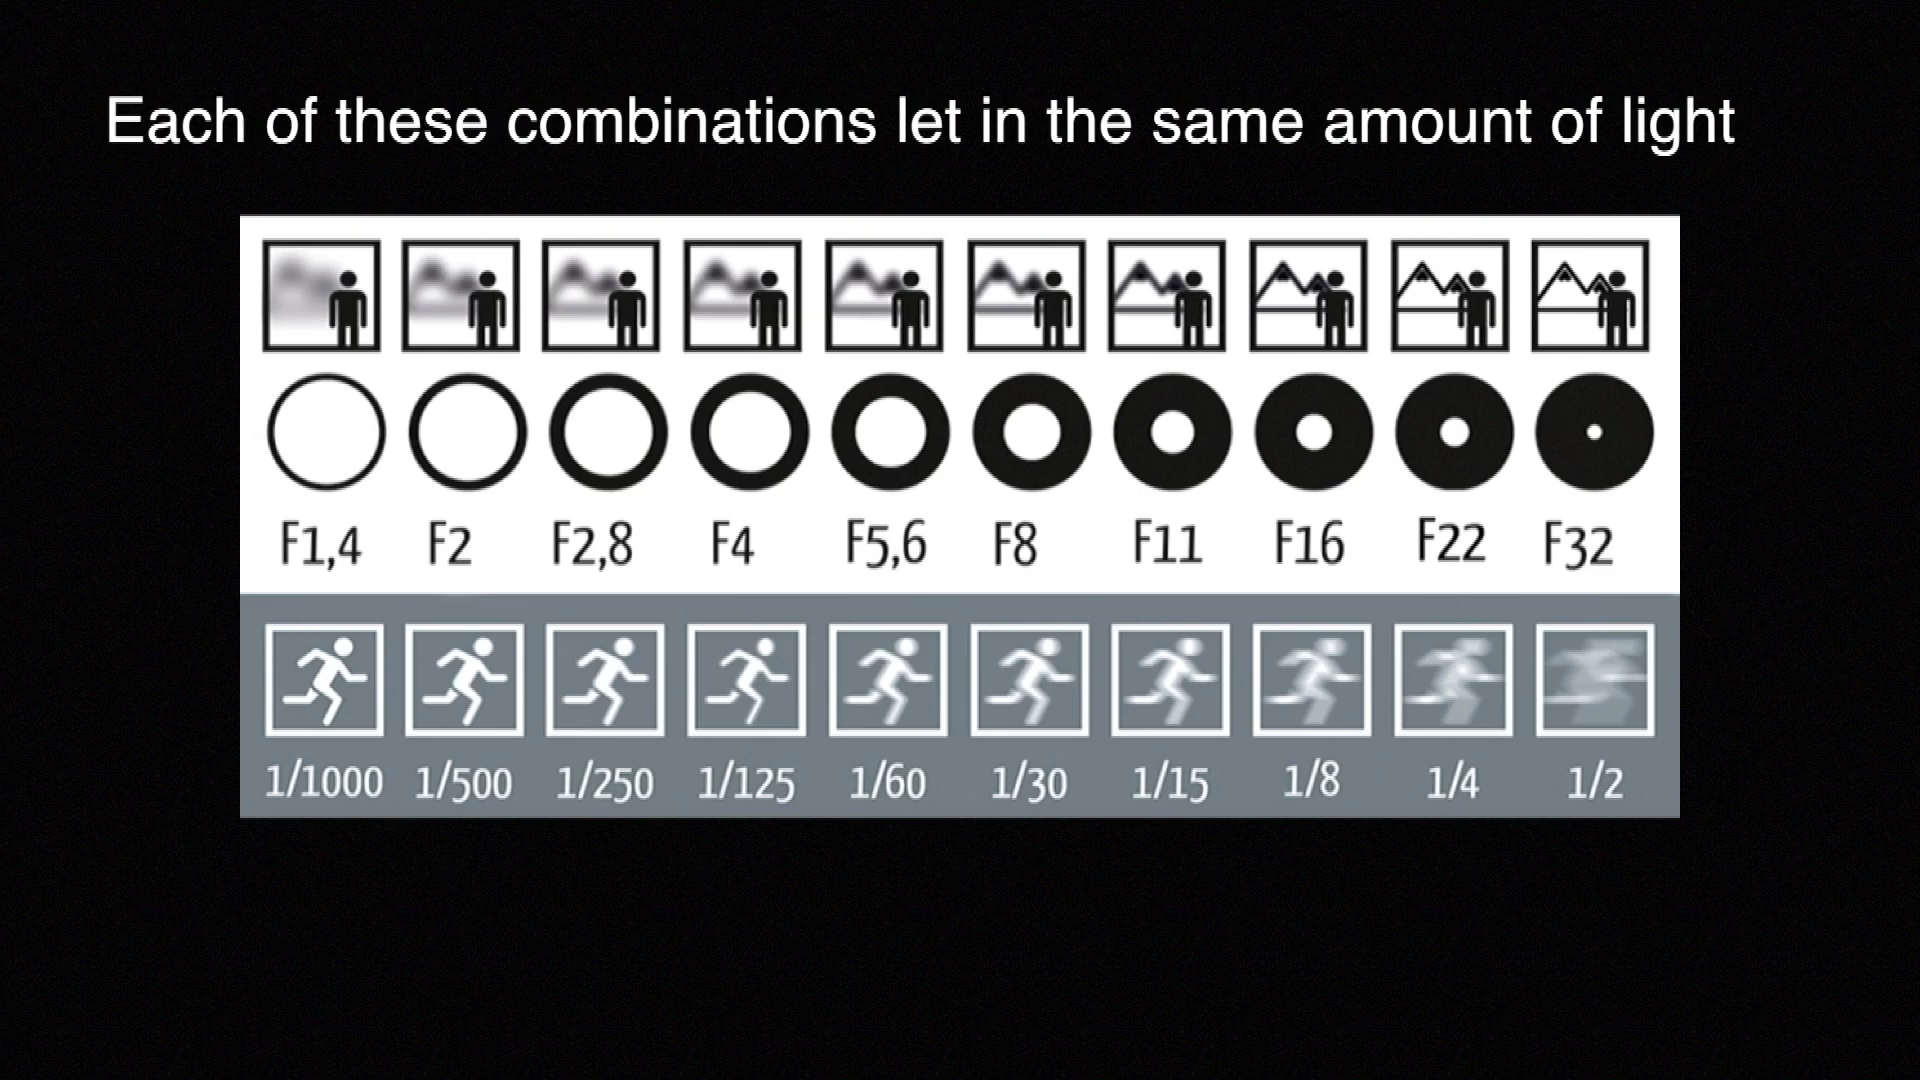 Each of these combinations let in the same amount of light
F1,4 F2 F2,8 F4 F5,6 F8 F11 F16 F22 F32
1/1000 1/500 1/250 1/125 1/60 1/30 1/15 1/8 1/4 1/2